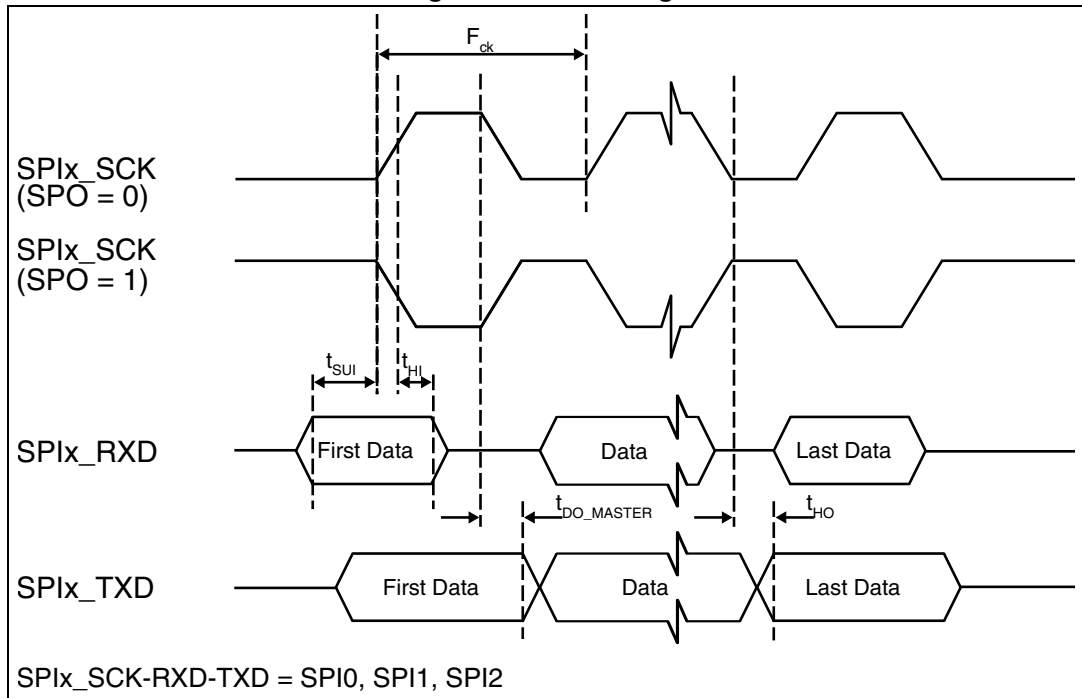 F_ck
SPIx_SCK
(SPO = 0)
SPIx_SCK
(SPO = 1)
t_SUI
t_HI
SPIx_RXD
First Data
Data
Last Data
t_DO_MASTER
t_HO
SPIx_TXD
First Data
Data
Last Data
SPIx_SCK-RXD-TXD = SPI0, SPI1, SPI2